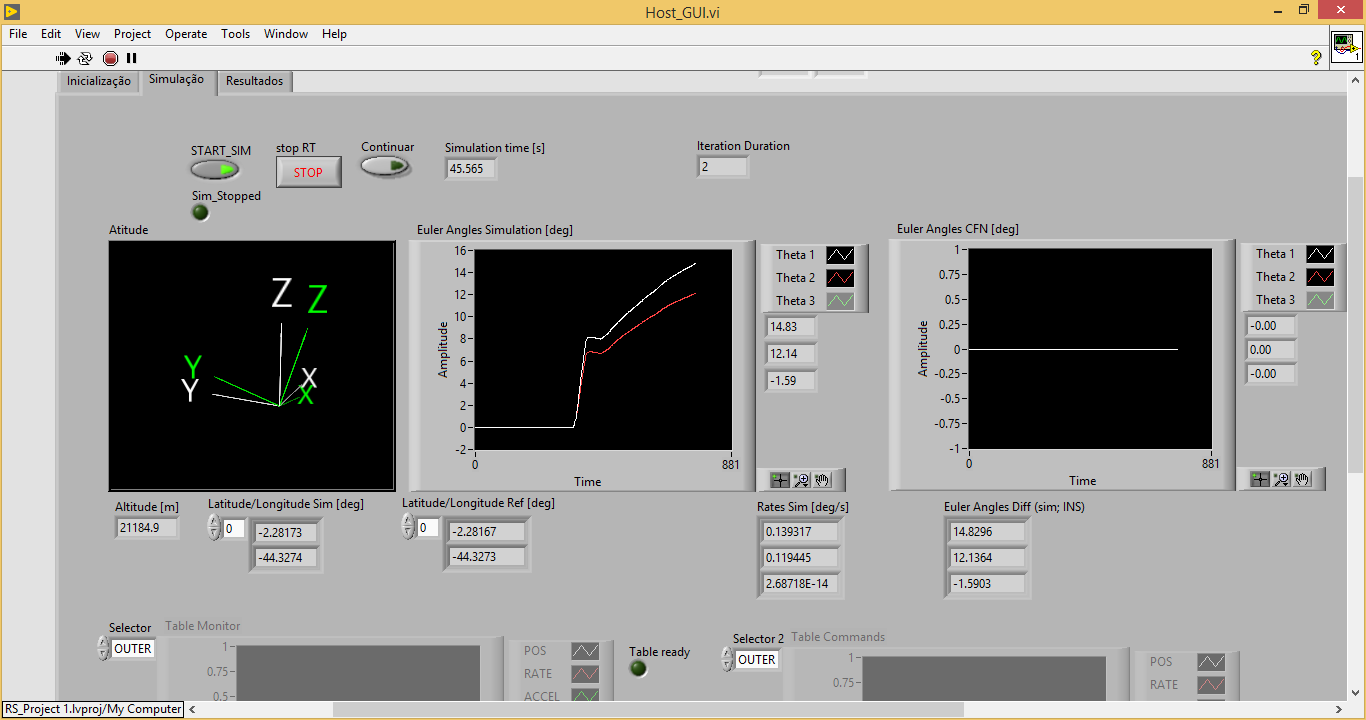 Host_GUI.vi
File Edit View Project Operate Tools Window Help
1
Inicialização Simulação Resultados
START_SIM stop RT Continuar Simulation time [s] Iteration Duration
STOP 45.565 2
Sim_Stopped
Atitude Euler Angles Simulation [deg] Euler Angles CFN [deg]
Z Z Y Y X X
16
14
12
10
8
6
4
2
0
-2
Amplitude
0 881
Time
Theta 1
Theta 2
Theta 3
14.83
12.14
-1.59
1
0.75
0.5
0.25
0
-0.25
-0.5
-0.75
-1
Amplitude
0 881
Time
Theta 1
Theta 2
Theta 3
-0.00
0.00
-0.00
Altitude [m]
21184.9
Latitude/Longitude Sim [deg]
0 -2.28173
-44.3274
Latitude/Longitude Ref [deg]
0 -2.28167
-44.3273
Rates Sim [deg/s]
0.139317
0.119445
2.68718E-14
Euler Angles Diff (sim; INS)
14.8296
12.1364
-1.5903
Selector Table Monitor
OUTER
1
0.75
0.5
POS
RATE
ACCEL
Table ready
Selector 2 Table Commands
OUTER
1
0.75
POS
RATE
RS_Project 1.lvproj/My Computer